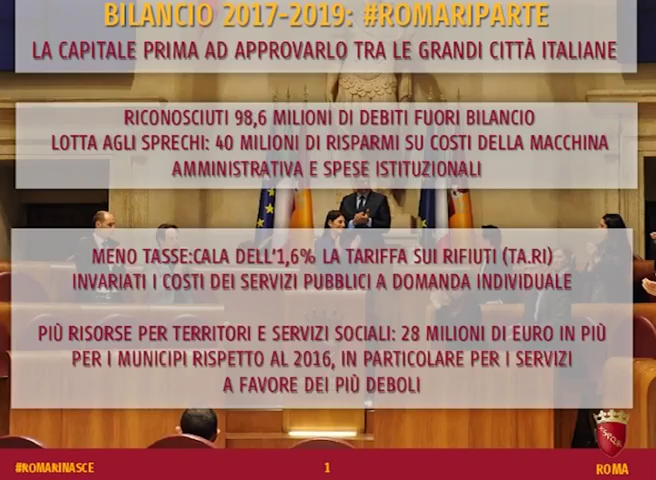 BILANCIO 2017-2019: #ROMARIPARTE
LA CAPITALE PRIMA AD APPROVARLO TRA LE GRANDI CITTÀ ITALIANE
RICONOSCIUTI 98,6 MILIONI DI DEBITI FUORI BILANCIO
LOTTA AGLI SPRECHI: 40 MILIONI DI RISPARMI SU COSTI DELLA MACCHINA
AMMINISTRATIVA E SPESE ISTITUZIONALI
MENO TASSE:CALA DELL'1,6% LA TARIFFA SUI RIFIUTI (TA.RI)
INVARIATI I COSTI DEI SERVIZI PUBBLICI A DOMANDA INDIVIDUALE
PIÙ RISORSE PER TERRITORI E SERVIZI SOCIALI: 28 MILIONI DI EURO IN PIÙ
PER I MUNICIPI RISPETTO AL 2016, IN PARTICOLARE PER I SERVIZI
A FAVORE DEI PIÙ DEBOLI
#ROMARINASCE
1
ROMA